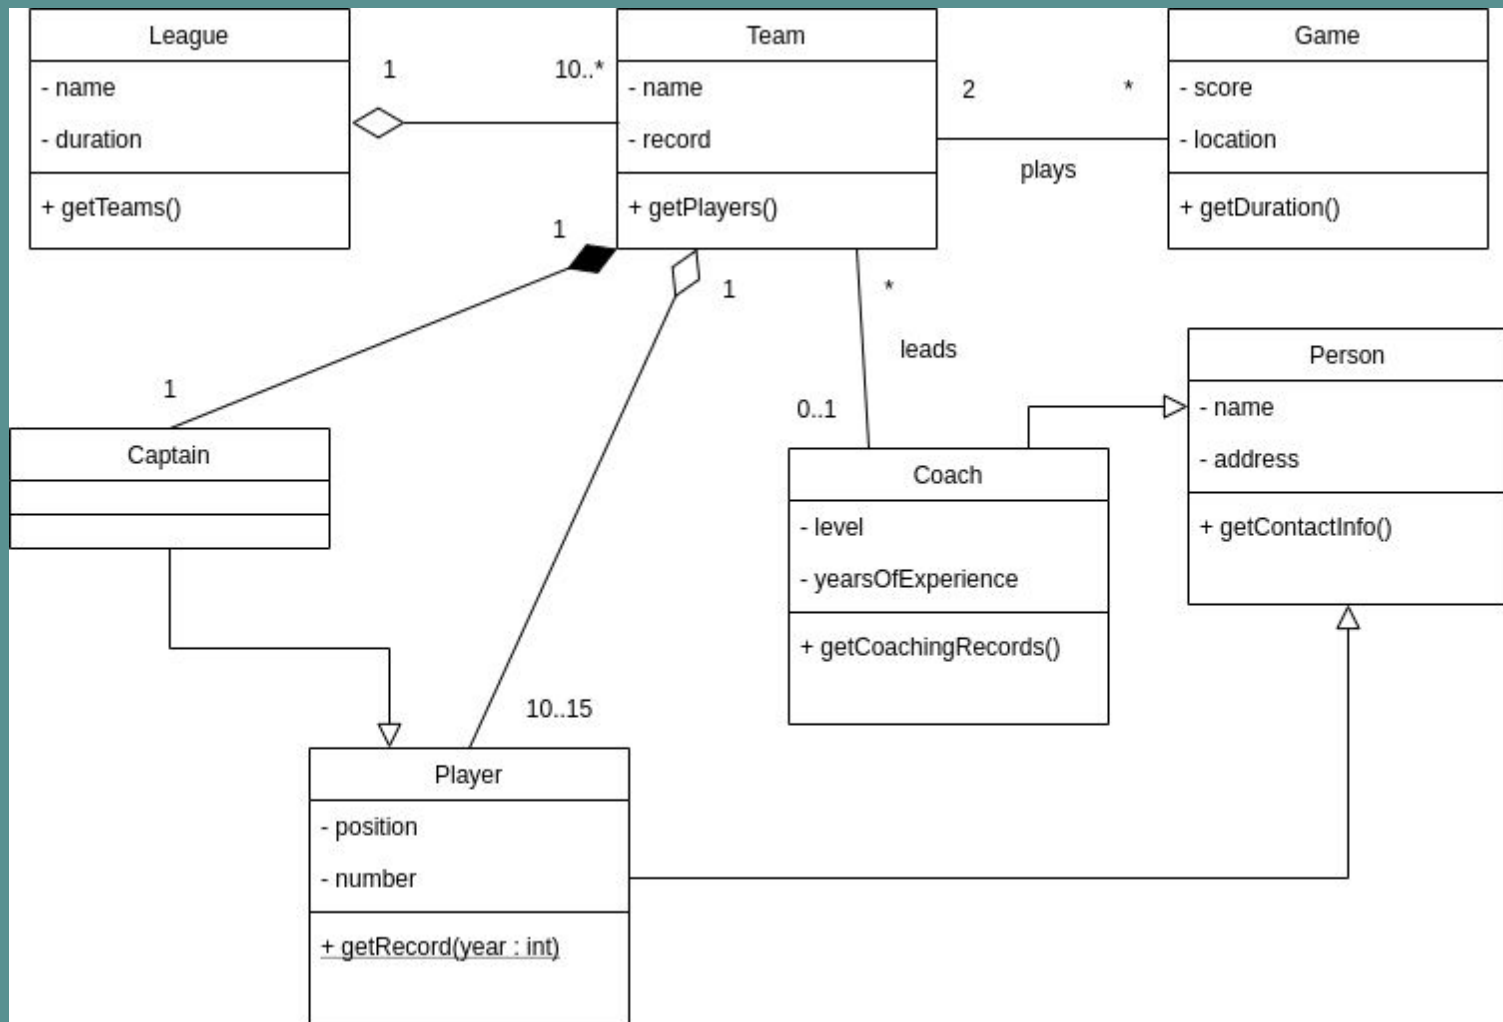 League
- name
- duration
+ getTeams()
1
10..*
Team
- name
- record
+ getPlayers()
2
*
plays
Game
- score
- location
+ getDuration()
1
1
1
*
leads
0..1
Person
- name
- address
+ getContactInfo()
Captain
Coach
- level
- yearsOfExperience
+ getCoachingRecords()
10..15
Player
- position
- number
+ getRecord(year : int)